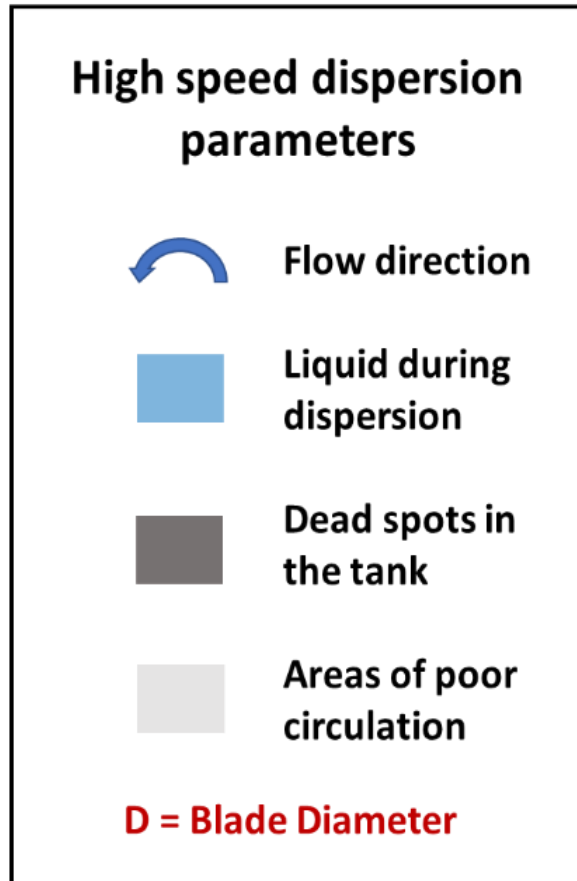 High speed dispersion
parameters
Flow direction
Liquid during
dispersion
Dead spots in
the tank
Areas of poor
circulation
D = Blade Diameter